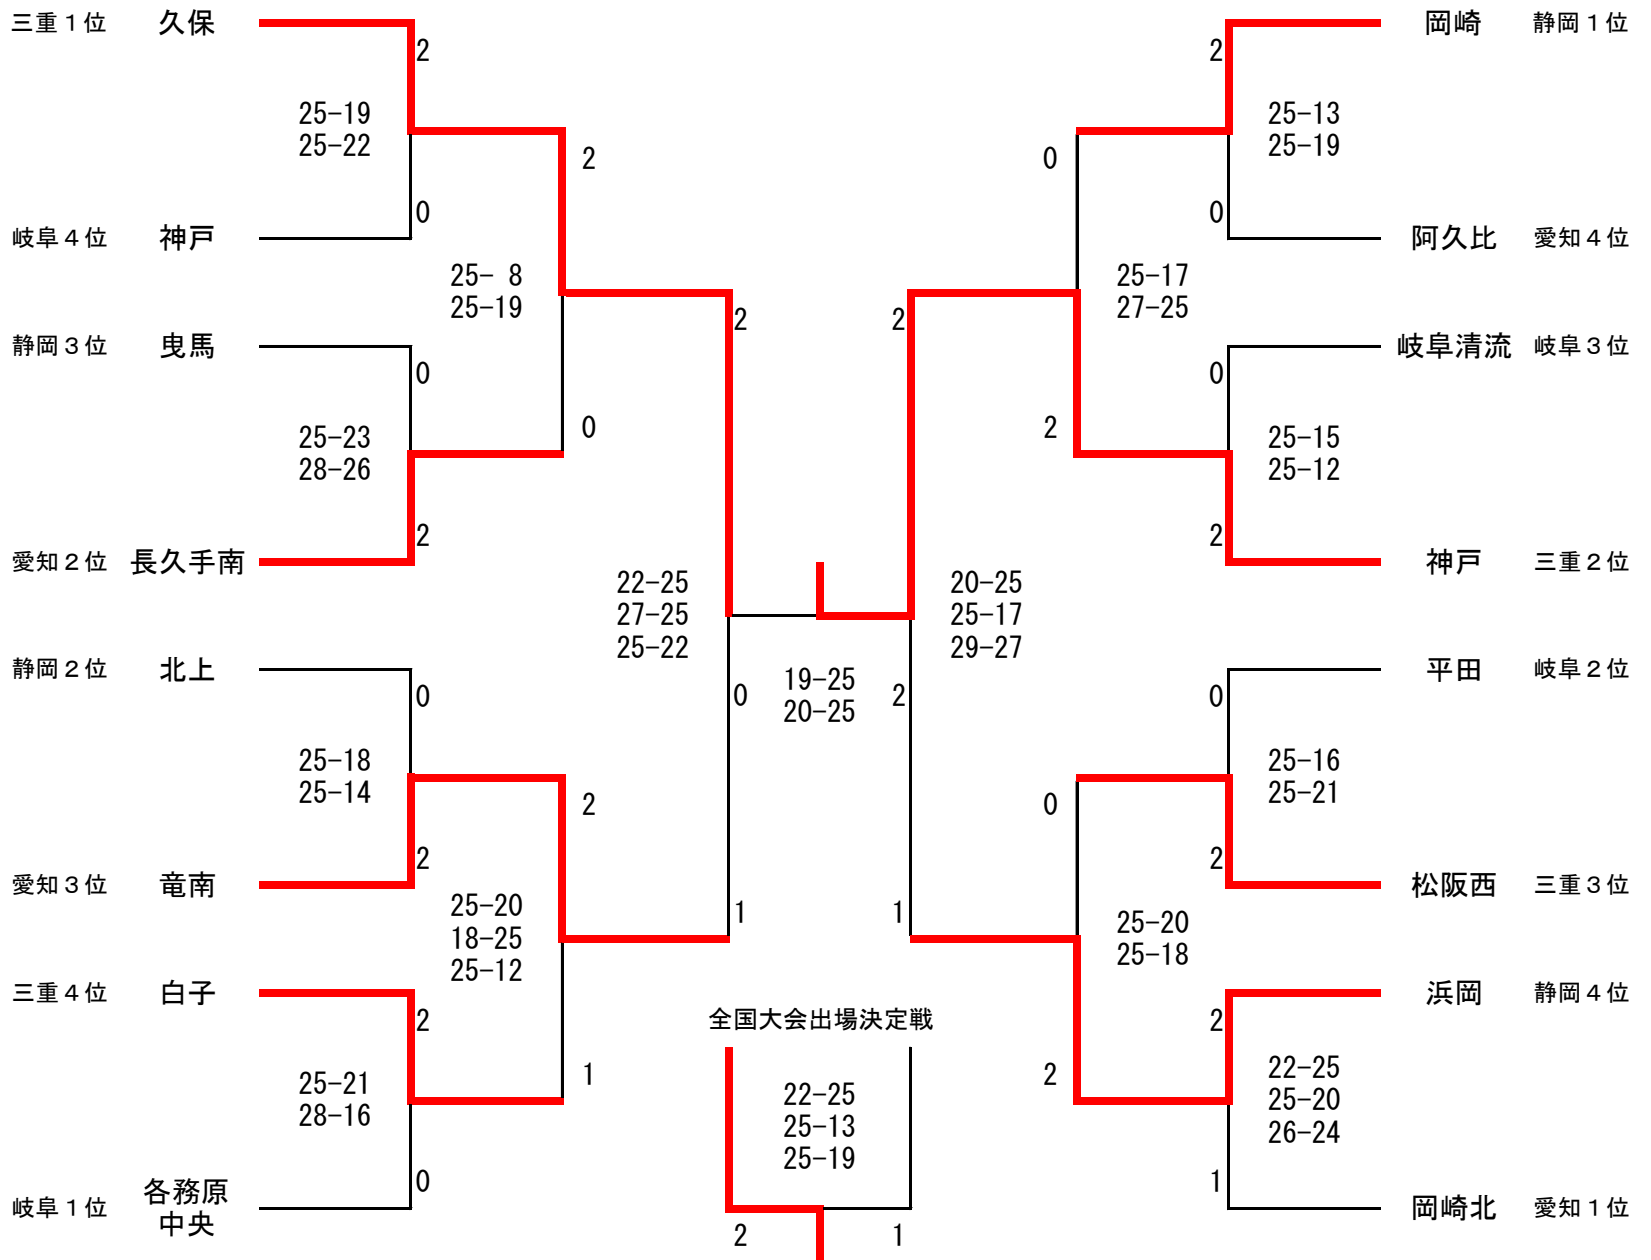 三重１位 久保 岡崎 静岡１位
2 2
25-19 25-13
25-22 25-19
2 0
0 0
岐阜４位 神戸 阿久比 愛知４位
25- 8 25-17
25-19 27-25
2 2
静岡３位 曳馬 岐阜清流 岐阜３位
0 0
0 2
25-23 25-15
28-26 25-12
2 2
愛知２位 長久手南 神戸 三重２位
22-25 20-25
27-25 25-17
25-22 29-27
静岡２位 北上 平田 岐阜２位
19-25
20-25
0 0 2 0
25-18 25-16
25-14 25-21
2 0
2 2
愛知３位 竜南 松阪西 三重３位
25-20 25-20
18-25 25-18
25-12
1 1
三重４位 白子 浜岡 静岡４位
2 2
全国大会出場決定戦
1 2
25-21 22-25
28-16 25-20
26-24
22-25
25-13
25-19
0 1
岐阜１位 各務原
中央
岡崎北 愛知１位
2 1